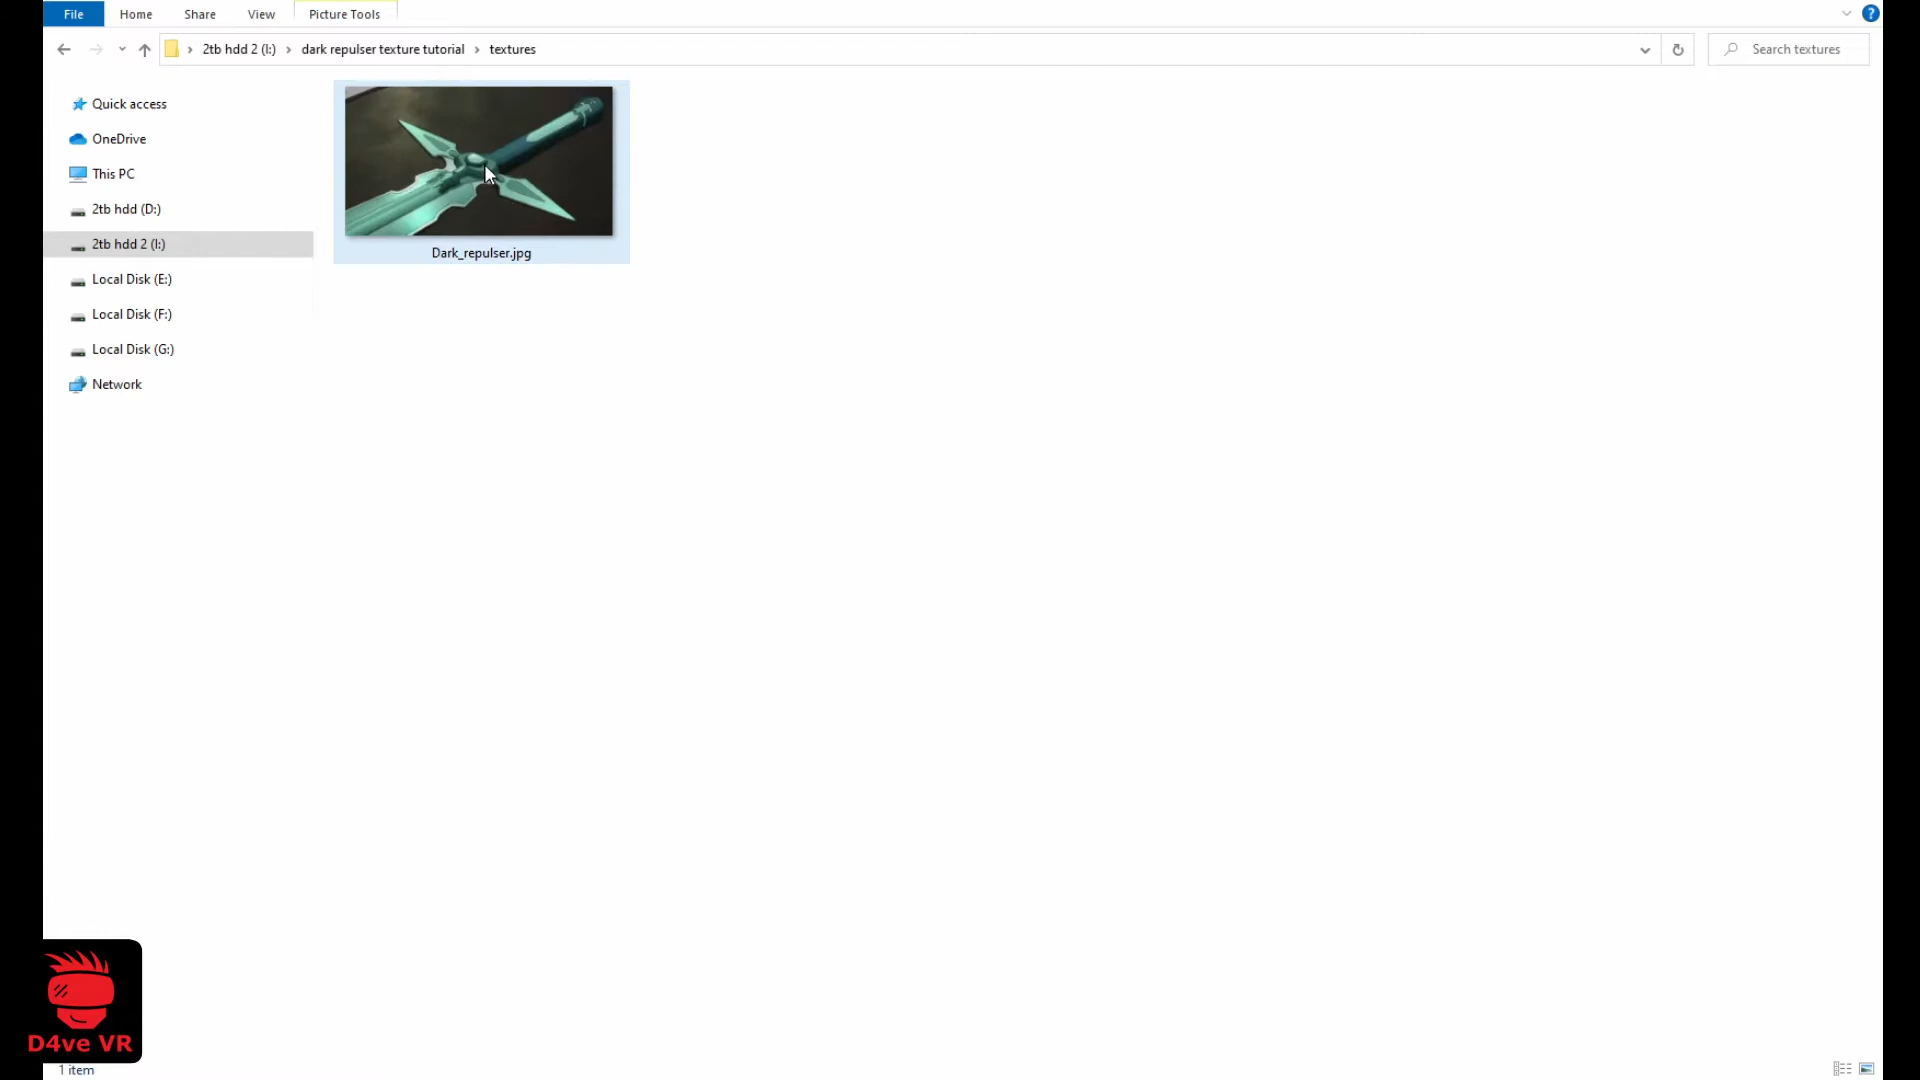 File Home Share View Picture Tools
2tb hdd 2 (I:) dark repulser texture tutorial textures Search textures
Quick access
OneDrive
This PC
2tb hdd (D:)
2tb hdd 2 (I:)
Local Disk (E:)
Local Disk (F:)
Local Disk (G:)
Network
Dark_repulser.jpg
D4ve VR
1 item